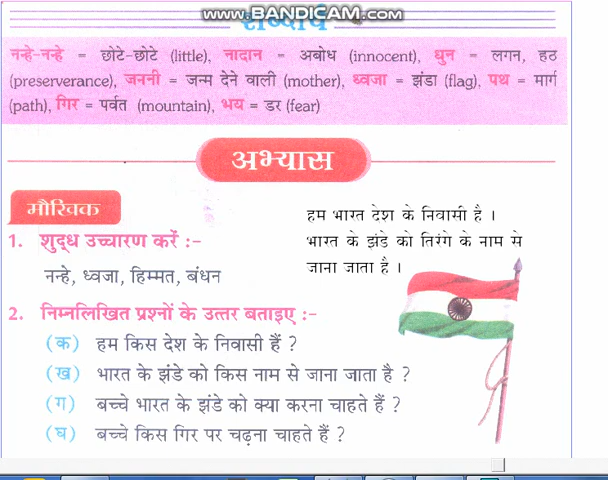 www.BANDICAM.com
शब्दार्थ
नन्हे-नन्हे = छोटे-छोटे (little), नादान = अबोध (innocent), धुन = लगन, हठ
(preserverance), जननी = जन्म देने वाली (mother), ध्वजा = झंडा (flag), पथ = मार्ग
(path), गिर = पर्वत (mountain), भय = डर (fear)
अभ्यास
मौखिक
1. शुद्ध उच्चारण करें :-
नन्हे, ध्वजा, हिम्मत, बंधन
हम भारत देश के निवासी है ।
भारत के झंडे को तिरंगे के नाम से
जाना जाता है ।
2. निम्नलिखित प्रश्नों के उत्तर बताइए :-
(क) हम किस देश के निवासी हैं ?
(ख) भारत के झंडे को किस नाम से जाना जाता है ?
(ग) बच्चे भारत के झंडे को क्या करना चाहते हैं ?
(घ) बच्चे किस गिर पर चढ़ना चाहते हैं ?